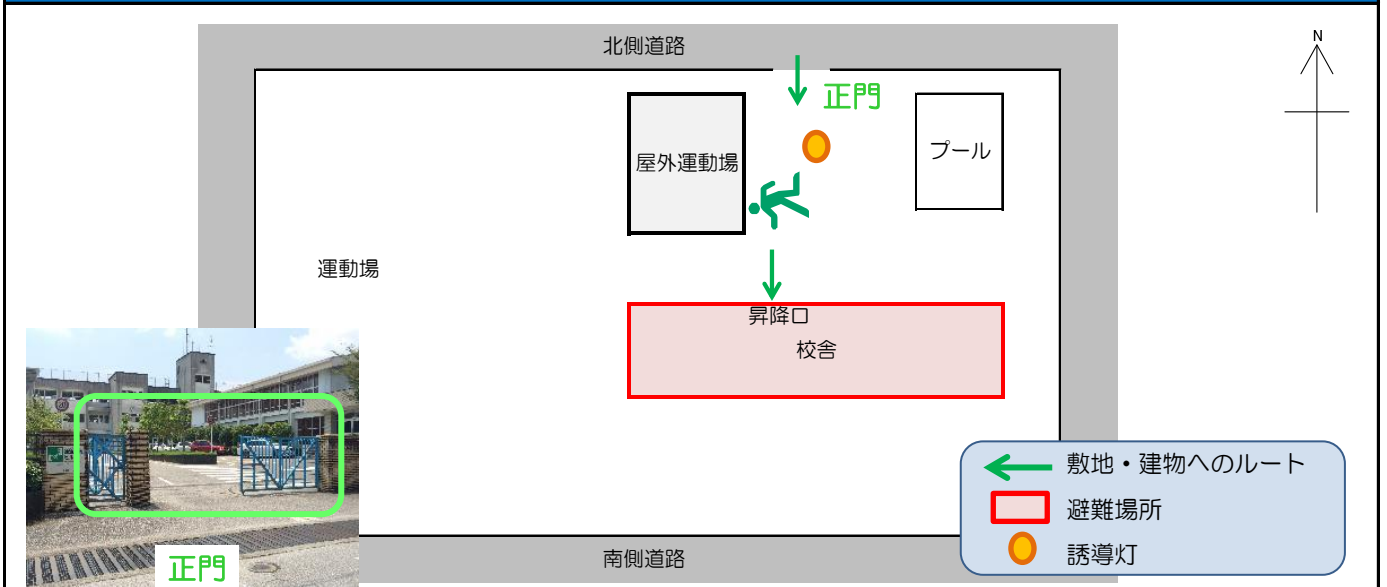 北側道路
N
正門
屋外運動場
プール
運動場
昇降口
校舎
敷地・建物へのルート
避難場所
誘導灯
南側道路
正門